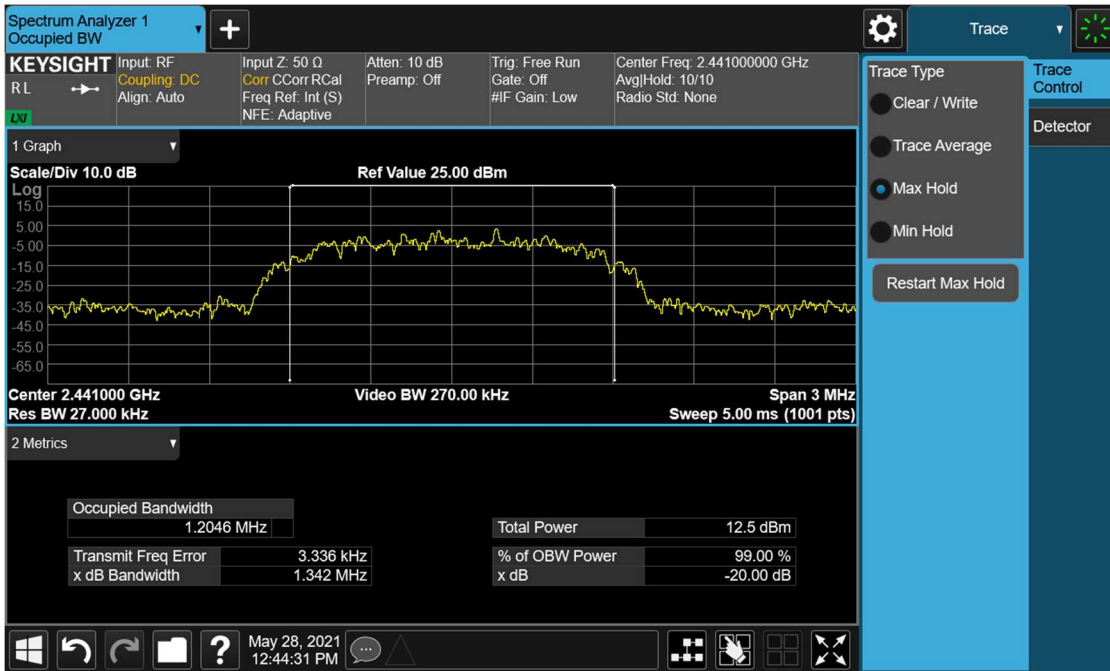 Spectrum Analyzer 1
Occupied BW
+
Trace
KEYSIGHT
R L
LXI
Input: RF
Coupling: DC
Align: Auto
Input Z: 50 Ω
Corr CCorr RCal
Freq Ref: Int (S)
NFE: Adaptive
Atten: 10 dB
Preamp: Off
Trig: Free Run
Gate: Off
#IF Gain: Low
Center Freq: 2.441000000 GHz
Avg|Hold: 10/10
Radio Std: None
1 Graph
Scale/Div 10.0 dB
Ref Value 25.00 dBm
Log
15.0
5.00
-5.00
-15.0
-25.0
-35.0
-45.0
-55.0
-65.0
Center 2.441000 GHz
Video BW 270.00 kHz
Span 3 MHz
Res BW 27.000 kHz
Sweep 5.00 ms (1001 pts)
2 Metrics
Occupied Bandwidth
1.2046 MHz
Total Power 12.5 dBm
Transmit Freq Error 3.336 kHz
% of OBW Power 99.00 %
x dB Bandwidth 1.342 MHz
x dB -20.00 dB
?
May 28, 2021
12:44:31 PM
Trace Type
Clear / Write
Trace Average
Max Hold
Min Hold
Restart Max Hold
Trace
Control
Detector